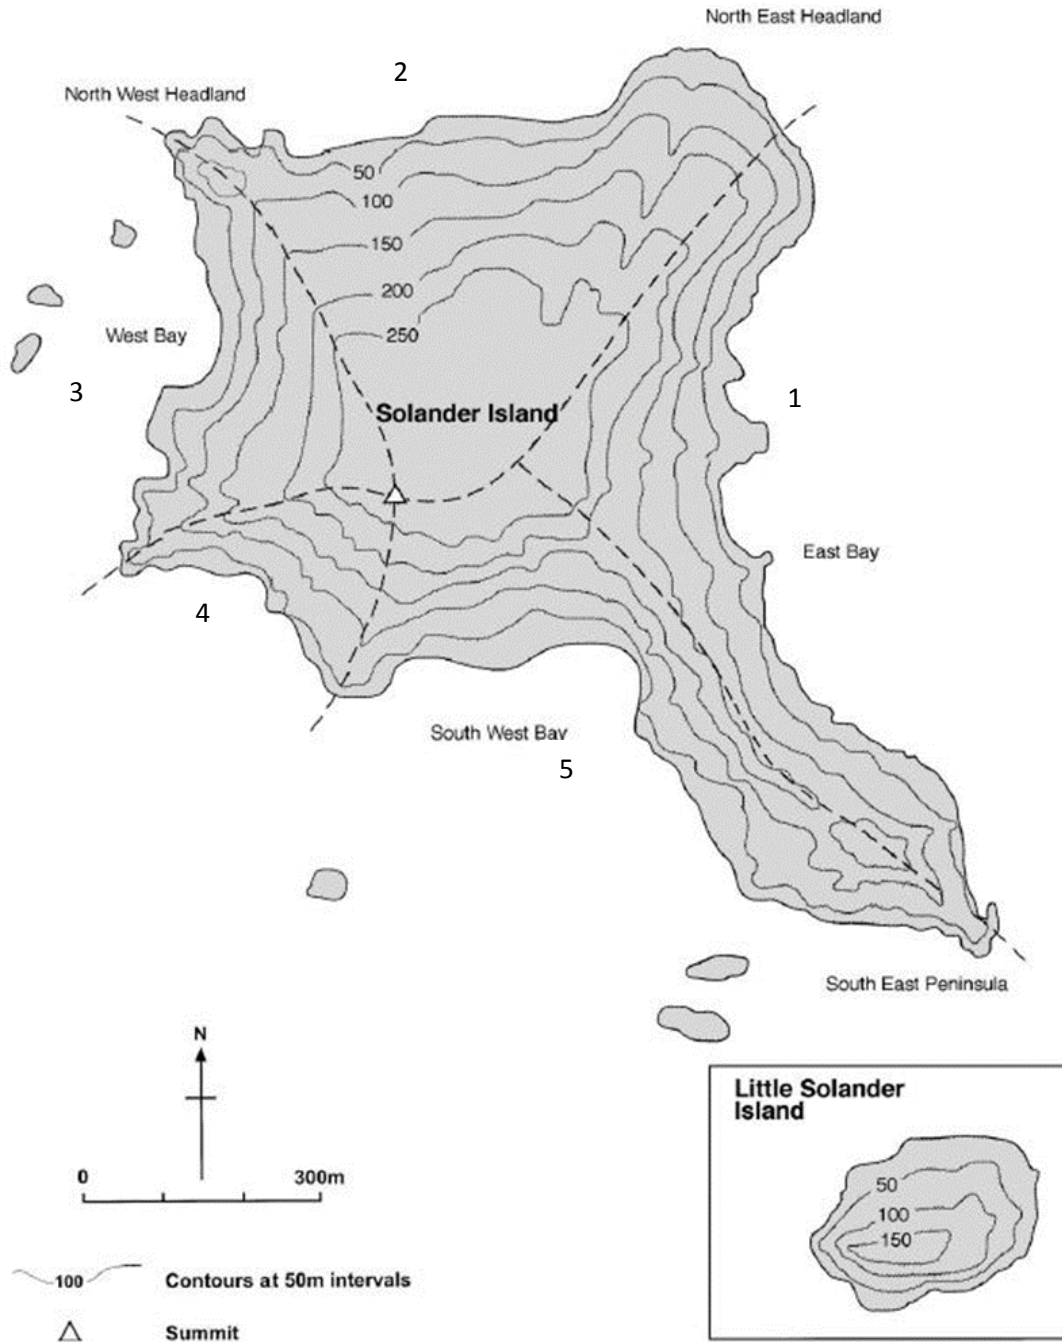 North East Headland
2
North West Headland
50
100
150
200
250
West Bay
3
1
Solander Island
East Bay
4
South West Bay
5
South East Peninsula
N
0 300m
100 Contours at 50m intervals
Summit
Little Solander
Island
50
100
150